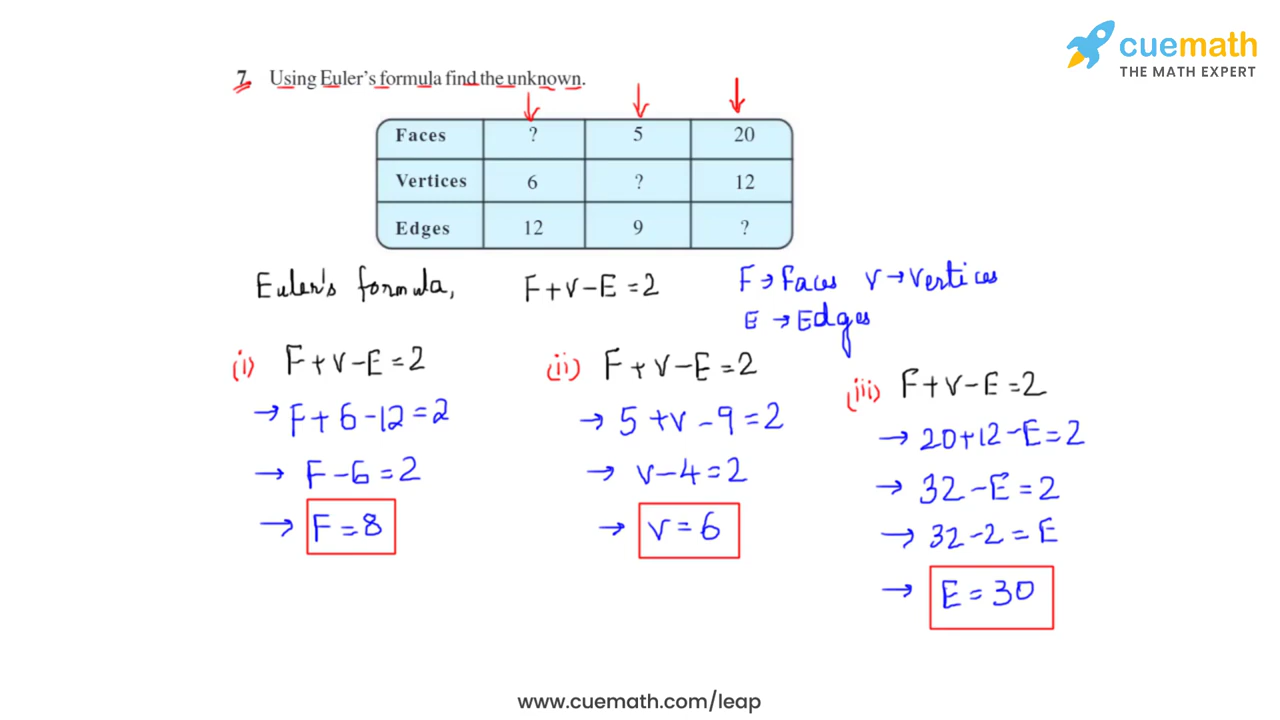 cuemath
THE MATH EXPERT
7. Using Euler's formula find the unknown.
Faces ? 5 20
Vertices 6 ? 12
Edges 12 9 ?
Euler's formula, F+V-E=2
F→Faces V→Vertices
E→Edges
(i) F+V-E=2
→F+6-12=2
→ F-6=2
→ F=8
(ii) F+V-E=2
→ 5+V-9=2
→ V-4=2
→ V=6
(iii) F+V-E=2
→ 20+12-E=2
→ 32-E=2
→ 32-2=E
→ E=30
www.cuemath.com/leap